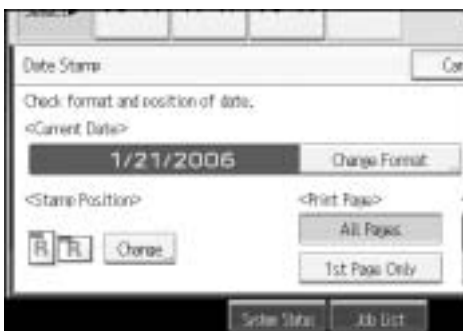 Date Stamp
Check format and position of date.
<Current Date>
1/21/2006 Change Format
<Stamp Position> <Print Page>
All Pages
Change
1st Page Only
System Status Job List